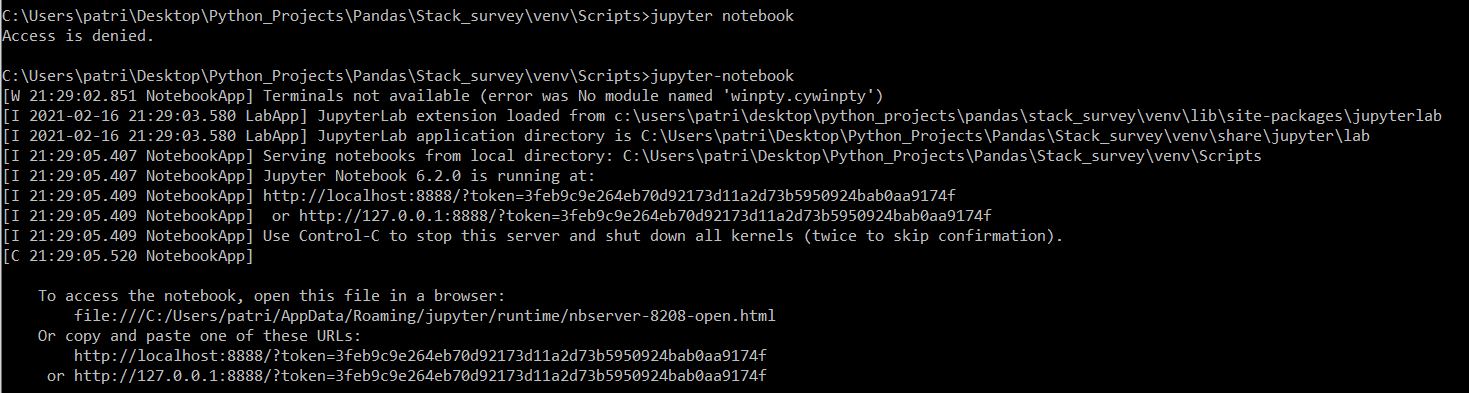 C:\Users\patri\Desktop\Python_Projects\Pandas\Stack_survey\venv\Scripts>jupyter notebook
Access is denied.
C:\Users\patri\Desktop\Python_Projects\Pandas\Stack_survey\venv\Scripts>jupyter-notebook
[W 21:29:02.851 NotebookApp] Terminals not available (error was No module named 'winpty.cywinpty')
[I 2021-02-16 21:29:03.580 LabApp] JupyterLab extension loaded from c:\users\patri\desktop\python_projects\pandas\stack_survey\venv\lib\site-packages\jupyterlab
[I 2021-02-16 21:29:03.580 LabApp] JupyterLab application directory is C:\Users\patri\Desktop\Python_Projects\Pandas\Stack_survey\venv\share\jupyter\lab
[I 21:29:05.407 NotebookApp] Serving notebooks from local directory: C:\Users\patri\Desktop\Python_Projects\Pandas\Stack_survey\venv\Scripts
[I 21:29:05.407 NotebookApp] Jupyter Notebook 6.2.0 is running at:
[I 21:29:05.409 NotebookApp] http://localhost:8888/?token=3feb9c9e264eb70d92173d11a2d73b5950924bab0aa9174f
[I 21:29:05.409 NotebookApp]  or http://127.0.0.1:8888/?token=3feb9c9e264eb70d92173d11a2d73b5950924bab0aa9174f
[I 21:29:05.409 NotebookApp] Use Control-C to stop this server and shut down all kernels (twice to skip confirmation).
[C 21:29:05.520 NotebookApp]
To access the notebook, open this file in a browser:
file:///C:/Users/patri/AppData/Roaming/jupyter/runtime/nbserver-8208-open.html
Or copy and paste one of these URLs:
http://localhost:8888/?token=3feb9c9e264eb70d92173d11a2d73b5950924bab0aa9174f
or http://127.0.0.1:8888/?token=3feb9c9e264eb70d92173d11a2d73b5950924bab0aa9174f